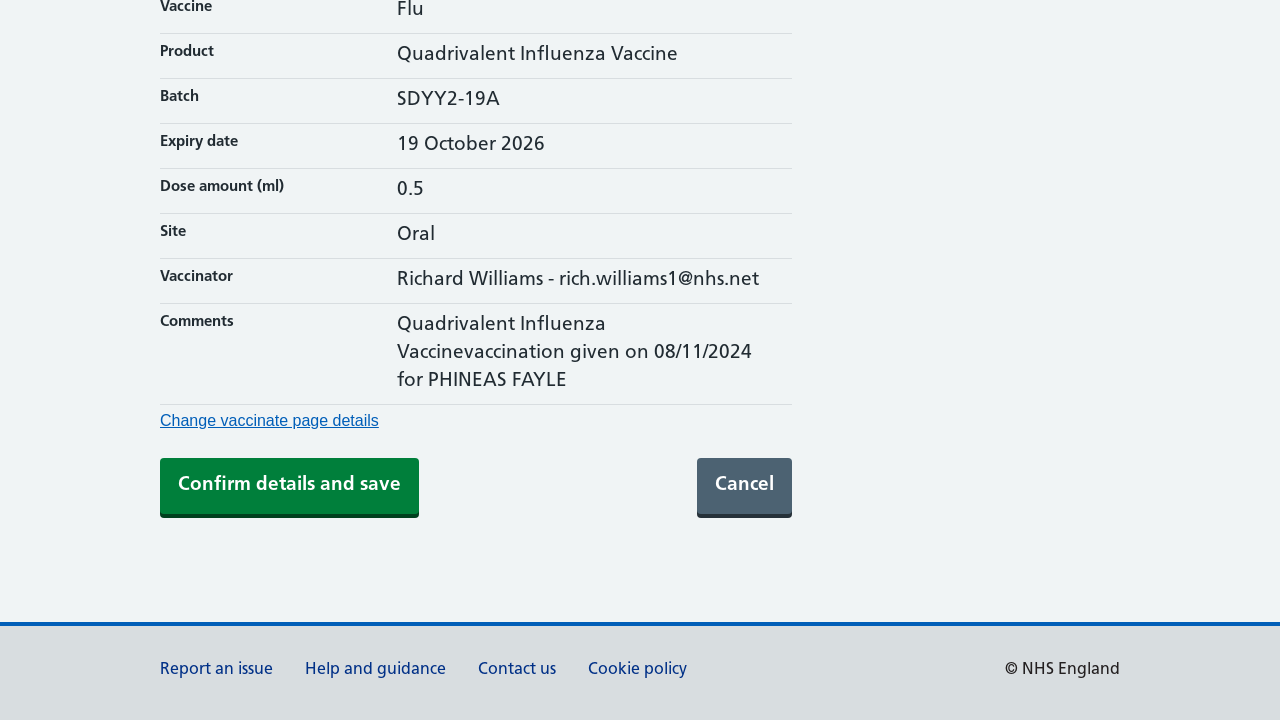 Vaccine Flu
Product Quadrivalent Influenza Vaccine
Batch SDYY2-19A
Expiry date 19 October 2026
Dose amount (ml) 0.5
Site Oral
Vaccinator Richard Williams - rich.williams1@nhs.net
Comments Quadrivalent Influenza
Vaccinevaccination given on 08/11/2024
for PHINEAS FAYLE
Change vaccinate page details
Confirm details and save Cancel
Report an issue Help and guidance Contact us Cookie policy © NHS England